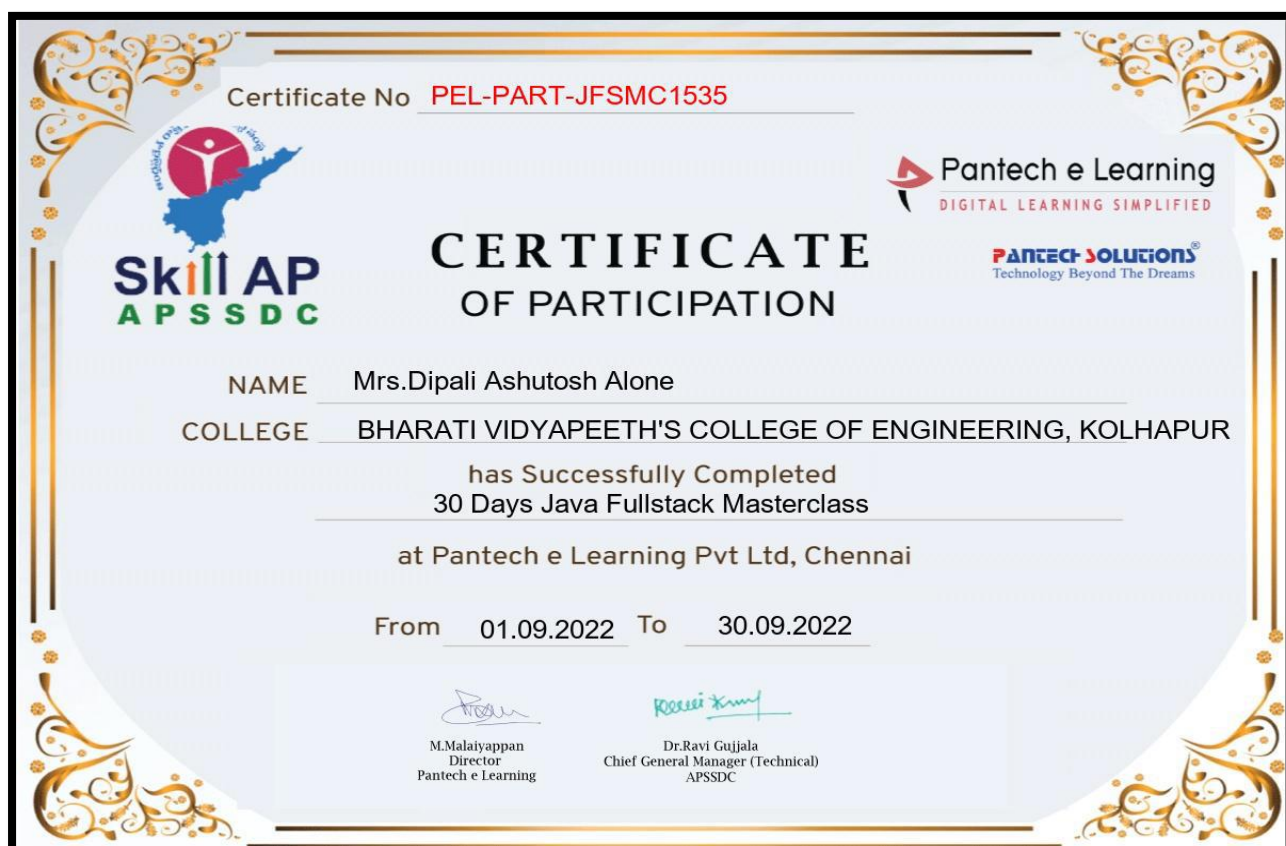 Certificate No PEL-PART-JFSMC1535
Skill AP
APSSDC
Pantech e Learning
DIGITAL LEARNING SIMPLIFIED
PANTECH SOLUTIONS®
Technology Beyond The Dreams
CERTIFICATE
OF PARTICIPATION
NAME Mrs.Dipali Ashutosh Alone
COLLEGE BHARATI VIDYAPEETH'S COLLEGE OF ENGINEERING, KOLHAPUR
has Successfully Completed
30 Days Java Fullstack Masterclass
at Pantech e Learning Pvt Ltd, Chennai
From 01.09.2022 To 30.09.2022
M.Malaiyappan
Director
Pantech e Learning
Dr.Ravi Gujjala
Chief General Manager (Technical)
APSSDC